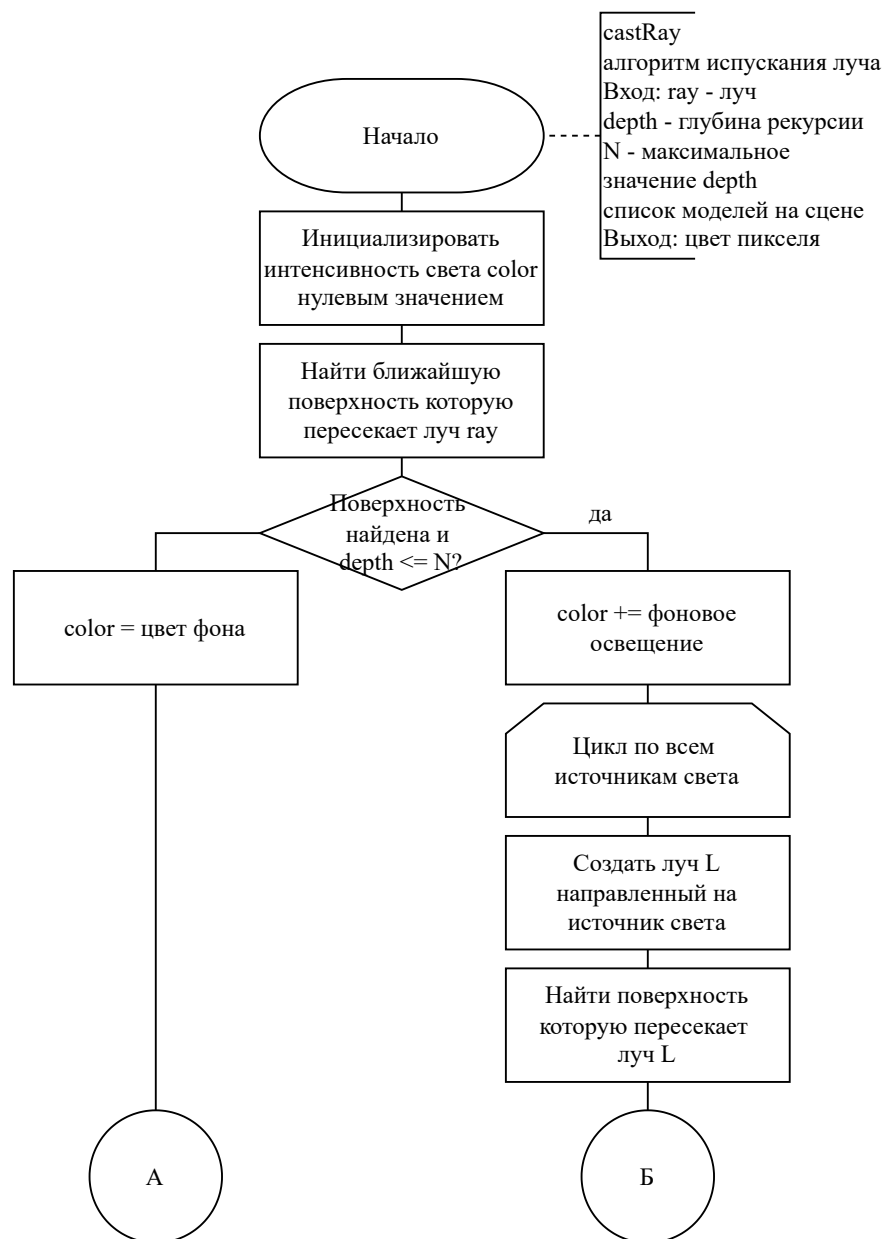 castRay
алгоритм испускания луча
Вход: ray - луч
depth - глубина рекурсии
N - максимальное
значение depth
список моделей на сцене
Выход: цвет пикселя
Начало
Инициализировать
интенсивность света color
нулевым значением
Найти ближайшую
поверхность которую
пересекает луч ray
Поверхность
найдена и
depth <= N?
да
color = цвет фона
color += фоновое
освещение
Цикл по всем
источникам света
Создать луч L
направленный на
источник света
Найти поверхность
которую пересекает
луч L
А
Б